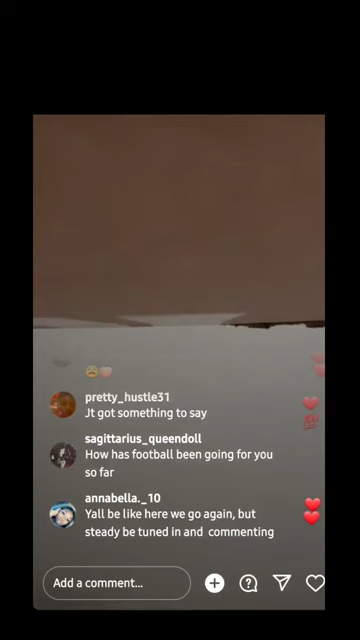 pretty_hustle31
Jt got something to say
sagittarius_queendoll
How has football been going for you
so far
annabella._10
Yall be like here we go again, but
steady be tuned in and commenting
Add a comment...